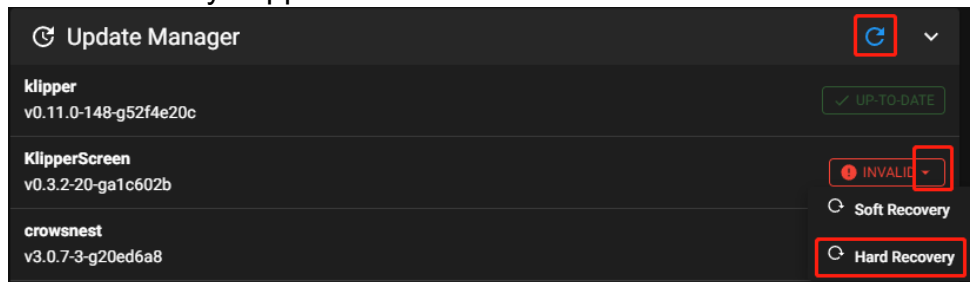 Update Manager
klipper
v0.11.0-148-g52f4e20c
UP-TO-DATE
KlipperScreen
v0.3.2-20-ga1c602b
INVALID
Soft Recovery
crowsnest
v3.0.7-3-g20ed6a8
Hard Recovery